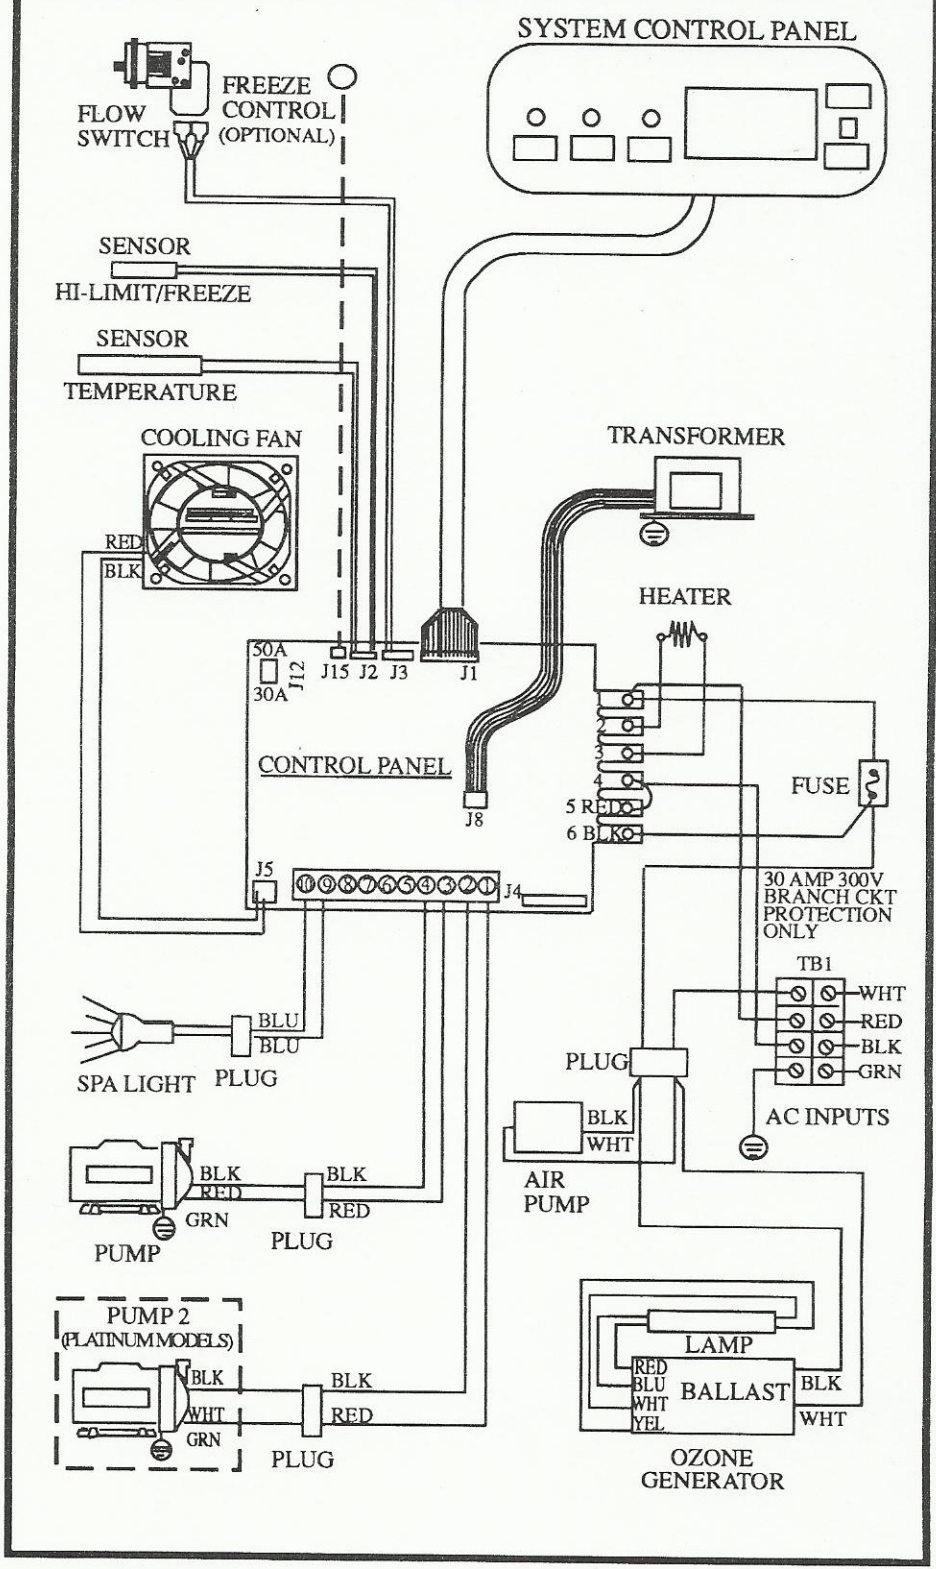 SYSTEM CONTROL PANEL
FLOW
SWITCH
FREEZE
CONTROL
(OPTIONAL)
SENSOR
HI-LIMIT/FREEZE
SENSOR
TEMPERATURE
COOLING FAN
RED
BLK
TRANSFORMER
HEATER
50A
30A
J12
J15
J2
J3
J1
1
2
3
4
5 RED
6 BLK
CONTROL PANEL
J8
FUSE
J5
10 9 8 7 6 5 4 3 2 1
J4
30 AMP 300V
BRANCH CKT
PROTECTION
ONLY
TB1
WHT
RED
BLK
GRN
AC INPUTS
BLU
BLU
SPA LIGHT
PLUG
PLUG
BLK
WHT
AIR
PUMP
BLK
RED
GRN
PUMP
BLK
RED
PLUG
PUMP 2
(PLATINUM MODELS)
BLK
WHT
GRN
BLK
RED
PLUG
LAMP
RED
BLU
WHT
YEL
BALLAST
BLK
WHT
OZONE
GENERATOR